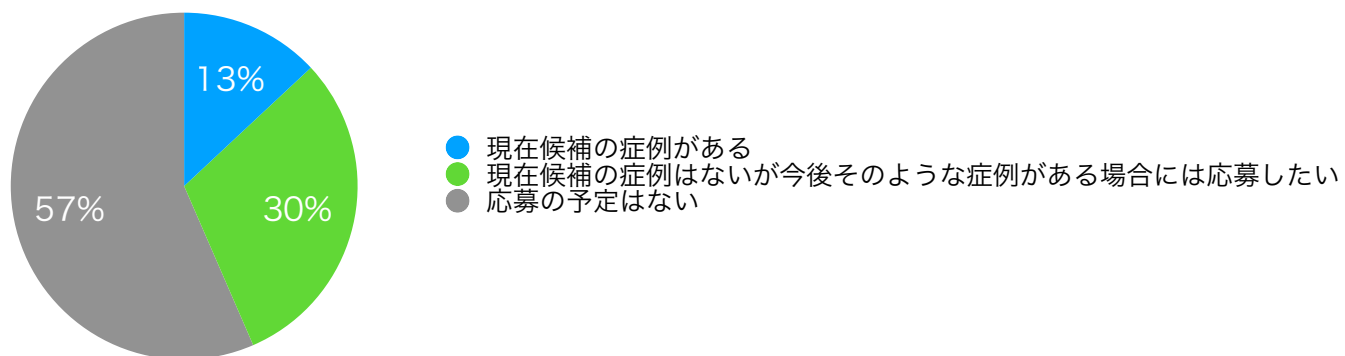 13%
57%
30%
現在候補の症例がある
現在候補の症例はないが今後そのような症例がある場合には応募したい
応募の予定はない